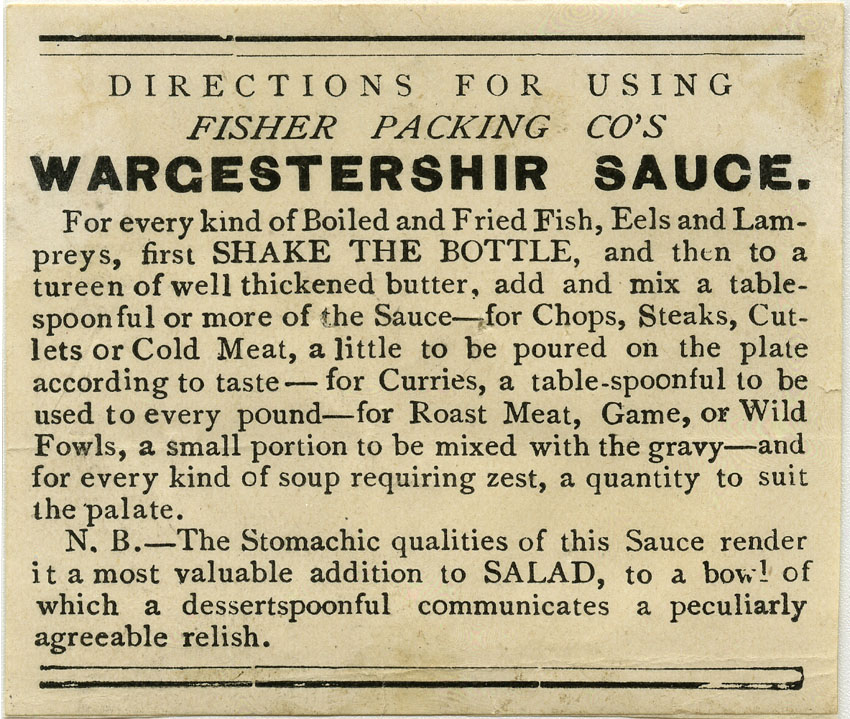 DIRECTIONS FOR USING
FISHER PACKING CO'S
WARCESTERSHIR SAUCE.
For every kind of Boiled and Fried Fish, Eels and Lam-
preys, first SHAKE THE BOTTLE, and then to a
tureen of well thickened butter, add and mix a table-
spoonful or more of the Sauce—for Chops, Steaks, Cut-
lets or Cold Meat, a little to be poured on the plate
according to taste—for Curries, a table-spoonful to be
used to every pound—for Roast Meat, Game, or Wild
Fowls, a small portion to be mixed with the gravy—and
for every kind of soup requiring zest, a quantity to suit
the palate.
N. B.—The Stomachic qualities of this Sauce render
it a most valuable addition to SALAD, to a bowl of
which a dessertspoonful communicates a peculiarly
agreeable relish.